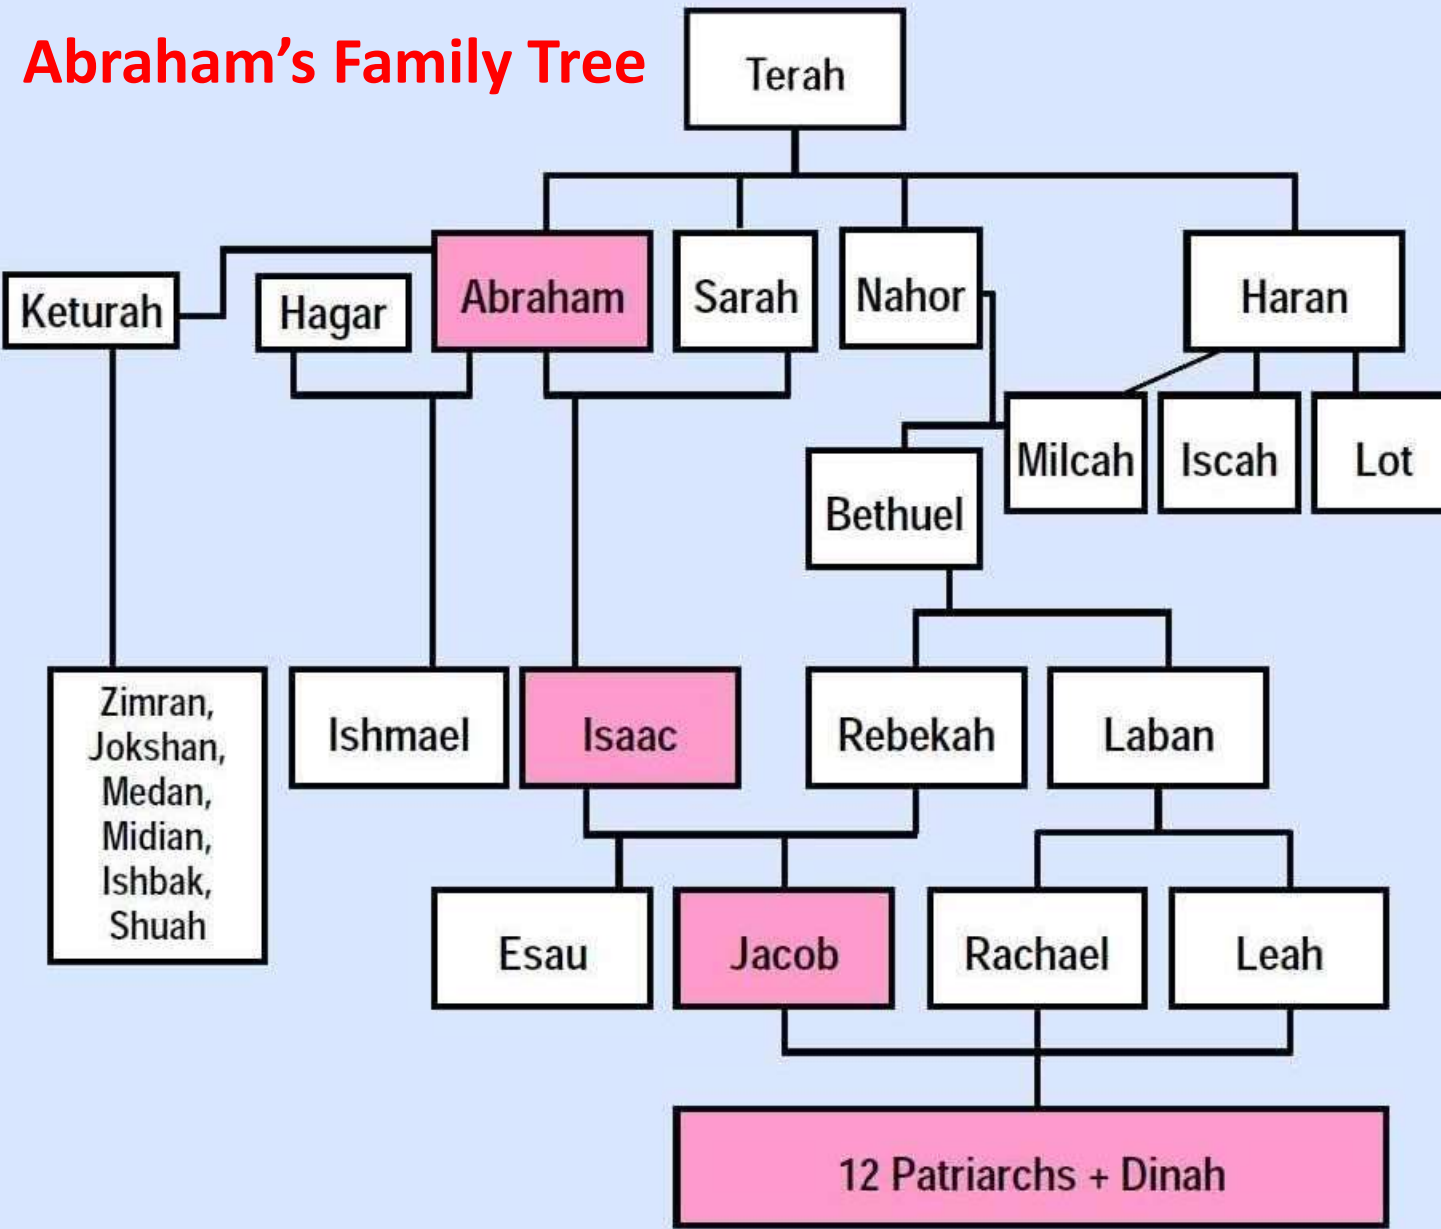 Abraham’s Family Tree
Terah
Keturah
Hagar
Abraham
Sarah
Nahor
Haran
Milcah
Iscah
Lot
Bethuel
Zimran,
Jokshan,
Medan,
Midian,
Ishbak,
Shuah
Ishmael
Isaac
Rebekah
Laban
Esau
Jacob
Rachael
Leah
12 Patriarchs + Dinah